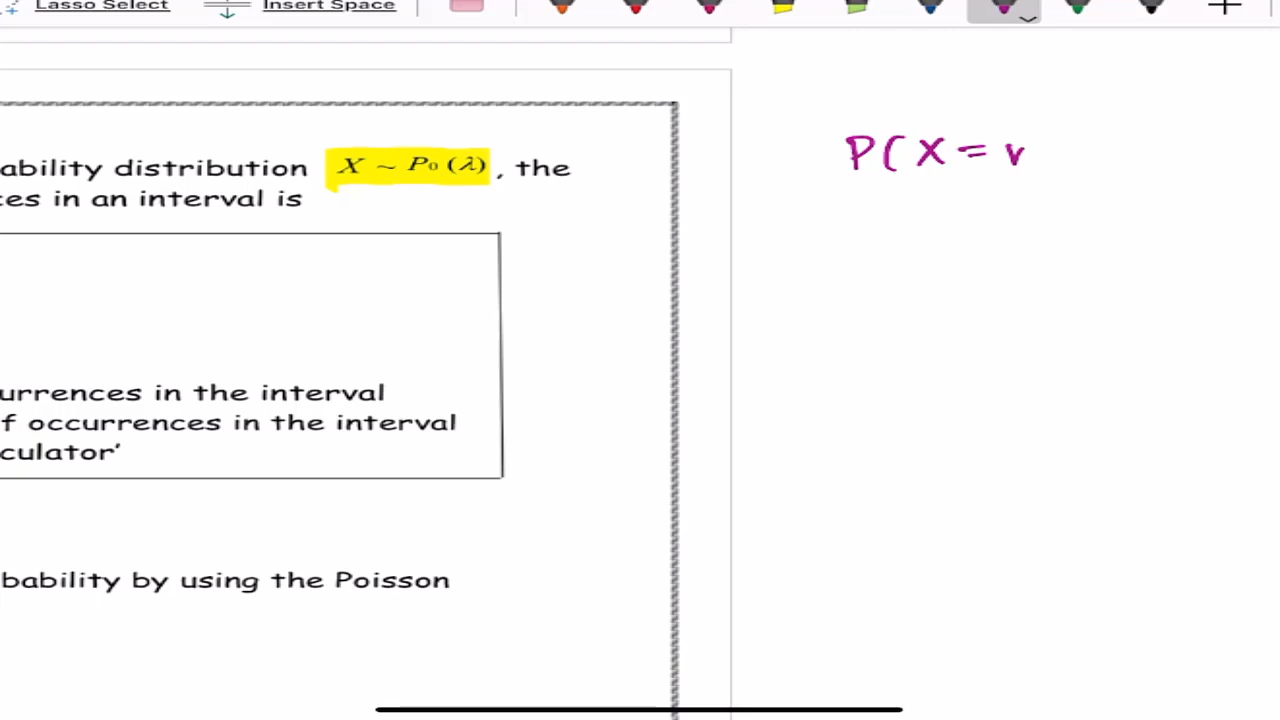 Lasso Select Insert Space
ability distribution X ~ P₀ (λ), the
es in an interval is
P(X = r
urrences in the interval
f occurrences in the interval
culator’
bability by using the Poisson